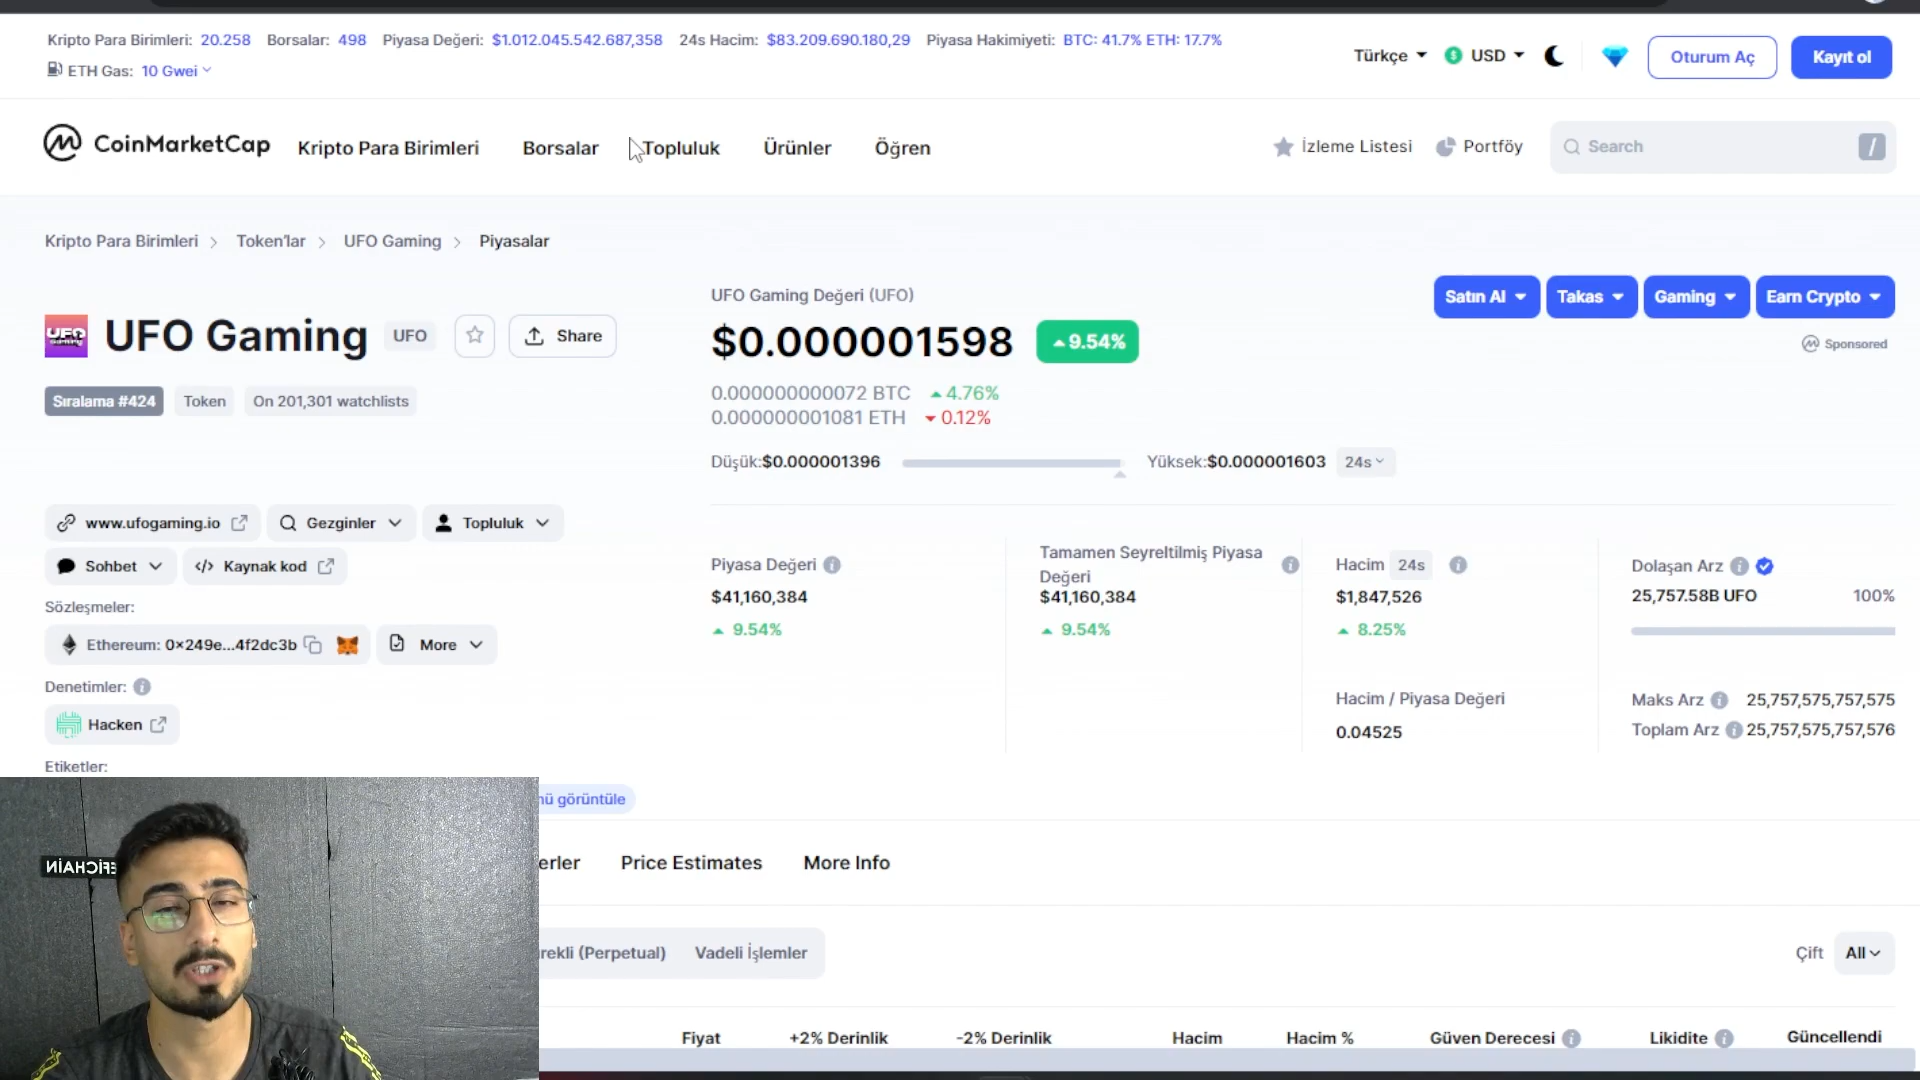 Kripto Para Birimleri: 20.258 Borsalar: 498 Piyasa Değeri: $1.012.045.542.687,358 24s Hacim: $83.209.690.180,29 Piyasa Hakimiyeti: BTC: 41.7% ETH: 17.7%
ETH Gas: 10 Gwei
Türkçe USD Oturum Aç Kayıt ol
CoinMarketCap Kripto Para Birimleri Borsalar Topluluk Ürünler Öğren İzleme Listesi Portföy Search /
Kripto Para Birimleri > Token'lar > UFO Gaming > Piyasalar
UFO Gaming UFO Share
Sıralama #424 Token On 201,301 watchlists
UFO Gaming Değeri (UFO)
$0.000001598 9.54%
0.000000000072 BTC 4.76%
0.000000001081 ETH 0.12%
Düşük:$0.000001396 Yüksek:$0.000001603 24s
Satın Al Takas Gaming Earn Crypto
Sponsored
www.ufogaming.io Gezginler Topluluk
Sohbet Kaynak kod
Sözleşmeler:
Ethereum: 0x249e...4f2dc3b More
Denetimler:
Hacken
Etiketler:
Piyasa Değeri
$41,160,384
9.54%
Tamamen Seyreltilmiş Piyasa
Değeri
$41,160,384
9.54%
Hacim 24s
$1,847,526
8.25%
Hacim / Piyasa Değeri
0.04525
Dolaşan Arz
25,757.58B UFO 100%
Maks Arz 25,757,575,757,575
Toplam Arz 25,757,575,757,576
nü görüntüle
erler Price Estimates More Info
rekli (Perpetual) Vadeli İşlemler
Çift All
Fiyat +2% Derinlik -2% Derinlik Hacim Hacim % Güven Derecesi Likidite Güncellendi